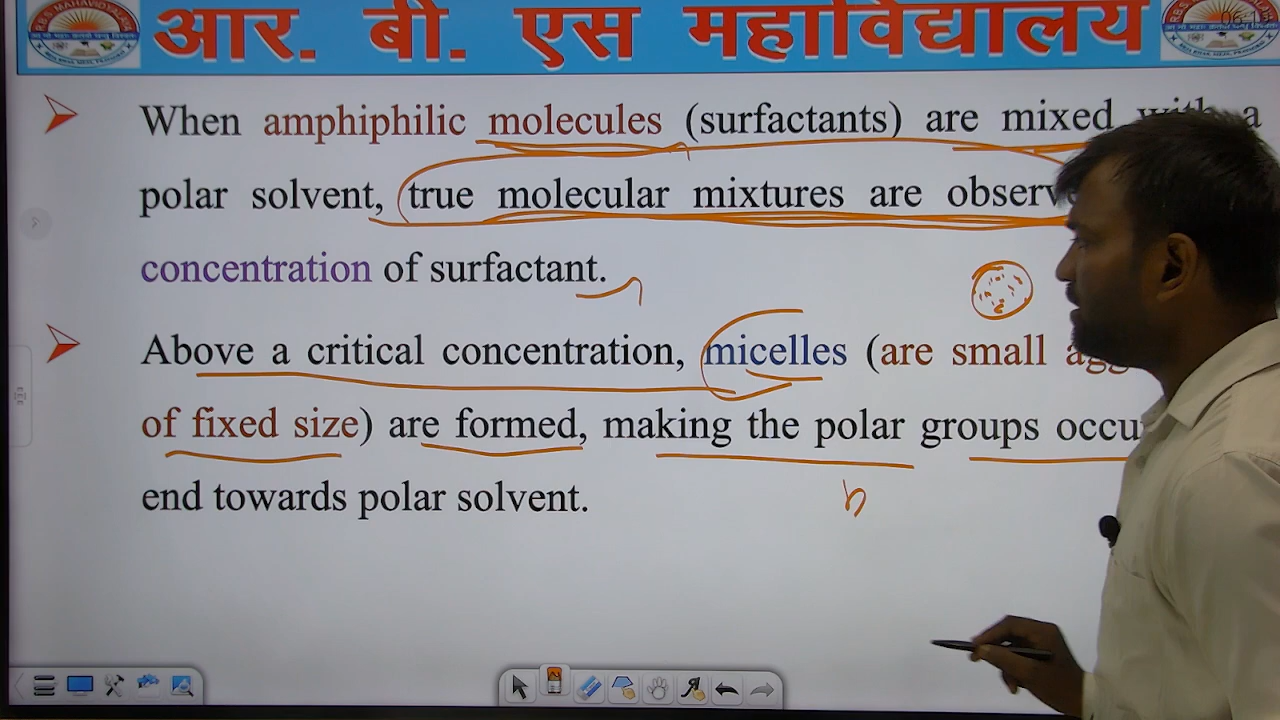 आर. बी. एस महाविद्यालय
When amphiphilic molecules (surfactants) are mixed with a
polar solvent, true molecular mixtures are
concentration of surfactant.
Above a critical concentration, micelles (are small
of fixed size) are formed, making the polar groups
end towards polar solvent.